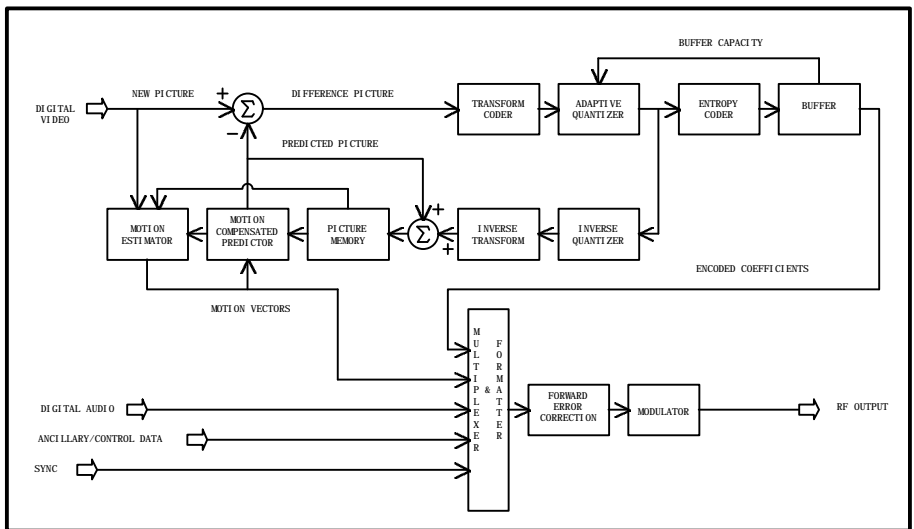 BUFFER CAPACITY
NEW PICTURE
+
DIFFERENCE PICTURE
DIGITAL
VIDEO
Σ
TRANSFORM
CODER
ADAPTIVE
QUANTIZER
ENTROPY
CODER
BUFFER
−
PREDICTED PICTURE
MOTION
ESTIMATOR
MOTION
COMPENSATED
PREDICTOR
PICTURE
MEMORY
+
Σ
+
INVERSE
TRANSFORM
INVERSE
QUANTIZER
ENCODED COEFFICIENTS
MOTION VECTORS
MULTIPLEXER
&
FORMATTER
DIGITAL AUDIO
ANCILLARY/CONTROL DATA
SYNC
FORWARD
ERROR
CORRECTION
MODULATOR
RF OUTPUT